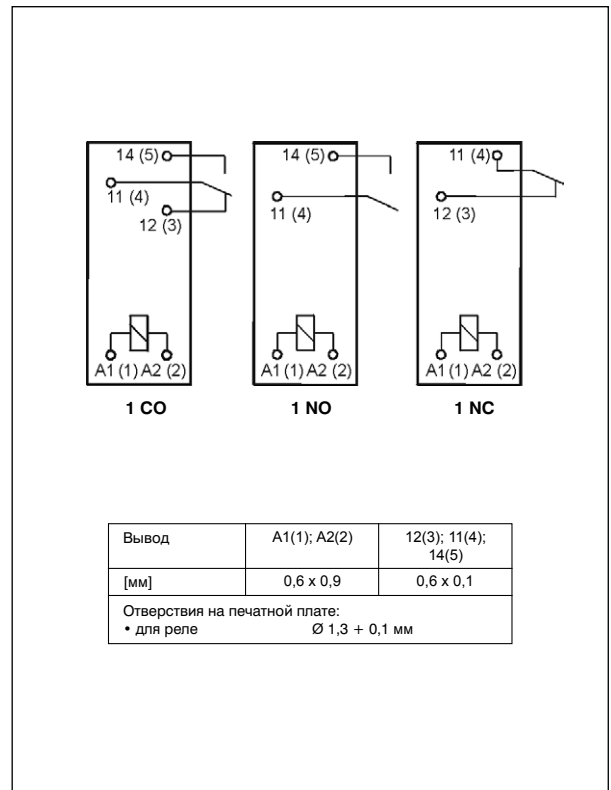 14 (5)
11 (4)
12 (3)
A1 (1) A2 (2)
1 CO
14 (5)
11 (4)
A1 (1) A2 (2)
1 NO
11 (4)
12 (3)
A1 (1) A2 (2)
1 NC
Вывод A1(1); A2(2) 12(3); 11(4);
14(5)
[мм] 0,6 x 0,9 0,6 x 0,1
Отверствия на печатной плате:
• для реле Ø 1,3 + 0,1 мм